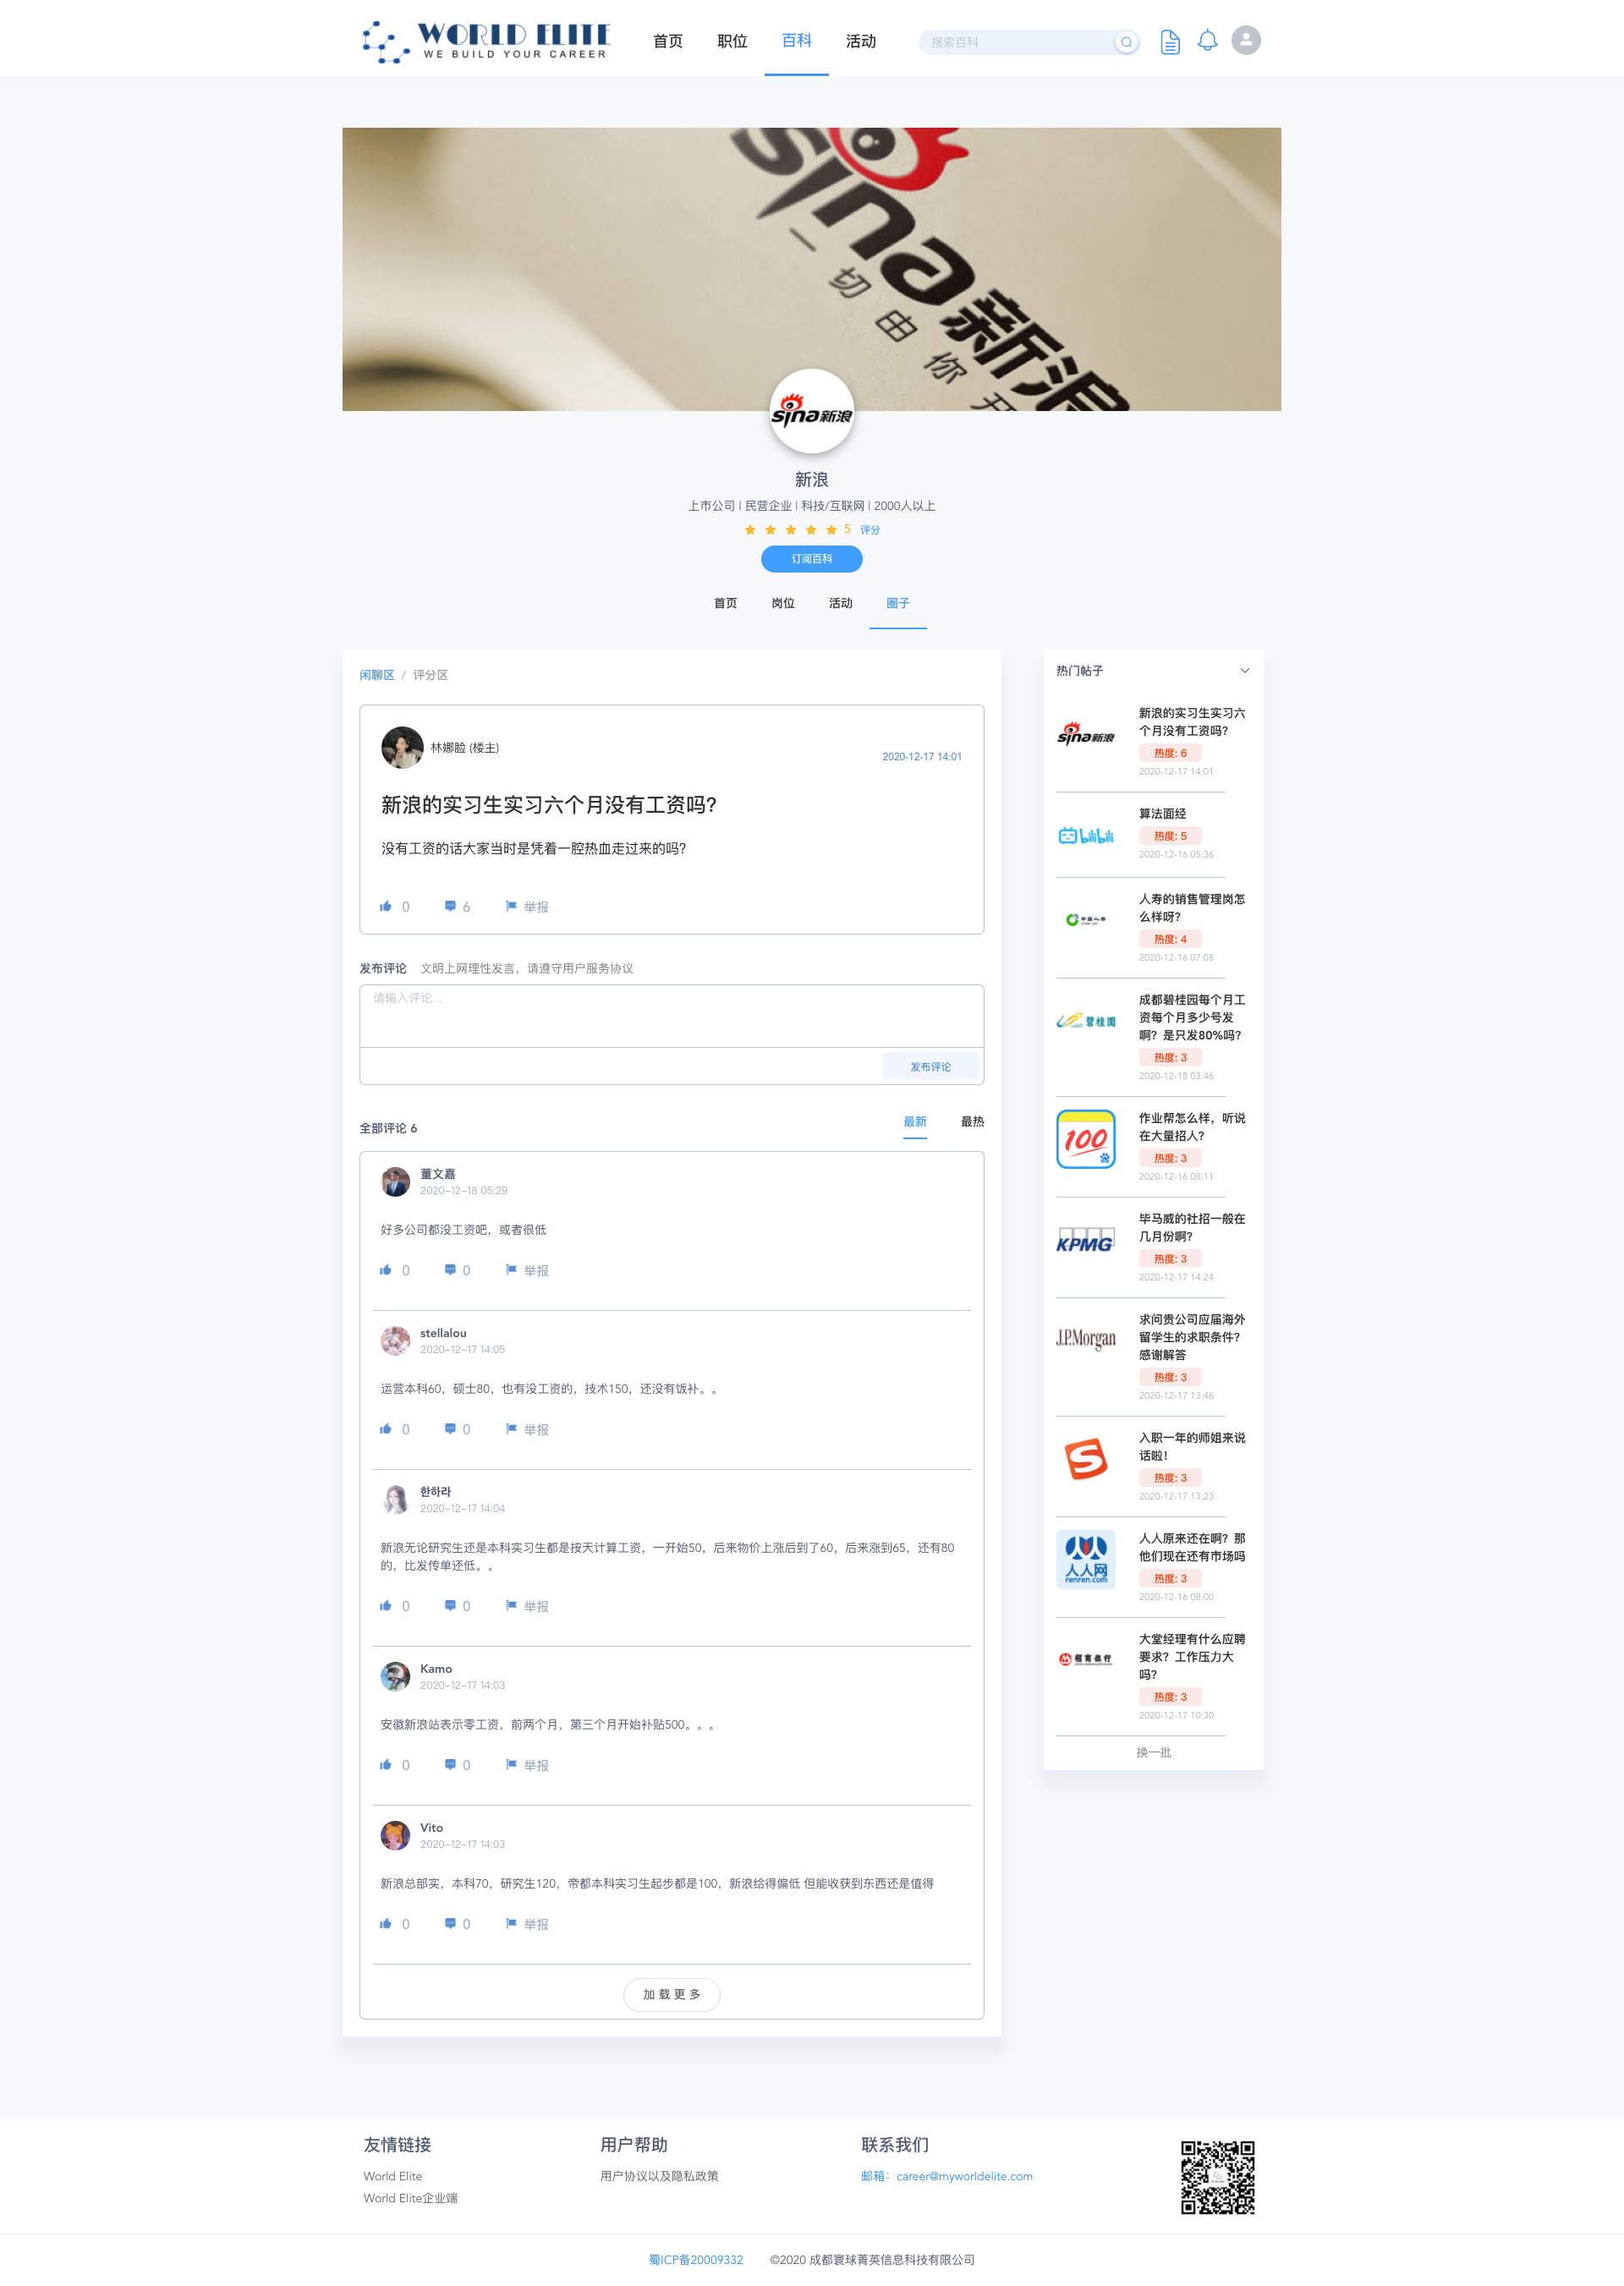 WORLD ELITE
WE BUILD YOUR CAREER
首页
职位
百科
活动
搜索百科
sina
新浪
一切由你开
sina新浪
新浪
上市公司 | 民营企业 | 科技/互联网 | 2000人以上
5 评分
订阅百科
首页
岗位
活动
圈子
闲聊区 / 评分区
林娜脸 (楼主)
2020-12-17 14:01
新浪的实习生实习六个月没有工资吗?
没有工资的话大家当时是凭着一腔热血走过来的吗?
0 6 举报
发布评论 文明上网理性发言，请遵守用户服务协议
请输入评论...
发布评论
全部评论 6
最新
最热
董文嘉
2020-12-18 05:29
好多公司都没工资吧，或者很低
0 0 举报
stellalou
2020-12-17 14:05
运营本科60，硕士80，也有没工资的，技术150，还没有饭补。。
0 0 举报
한하라
2020-12-17 14:04
新浪无论研究生还是本科实习生都是按天计算工资，一开始50，后来物价上涨后到了60，后来涨到65，还有80
的，比发传单还低。。
0 0 举报
Kamo
2020-12-17 14:03
安徽新浪站表示零工资，前两个月，第三个月开始补贴500。。。
0 0 举报
Vito
2020-12-17 14:03
新浪总部实，本科70，研究生120，帝都本科实习生起步都是100，新浪给得偏低 但能收获到东西还是值得
0 0 举报
加 载 更 多
热门帖子
sina新浪
新浪的实习生实习六
个月没有工资吗?
热度: 6
2020-12-17 14:01
bilibili
算法面经
热度: 5
2020-12-16 05:36
中国人寿
人寿的销售管理岗怎
么样呀?
热度: 4
2020-12-16 07:08
碧桂园
成都碧桂园每个月工
资每个月多少号发
啊？是只发80%吗?
热度: 3
2020-12-18 03:46
100
作业帮怎么样，听说
在大量招人?
热度: 3
2020-12-16 08:11
KPMG
毕马威的社招一般在
几月份啊?
热度: 3
2020-12-17 14:24
J.P.Morgan
求问贵公司应届海外
留学生的求职条件?
感谢解答
热度: 3
2020-12-17 13:46
S
入职一年的师姐来说
话啦！
热度: 3
2020-12-17 13:23
人人网
renren.com
人人原来还在啊？那
他们现在还有市场吗
热度: 3
2020-12-16 08:00
招商银行
大堂经理有什么应聘
要求？工作压力大
吗?
热度: 3
2020-12-17 10:30
换一批
友情链接
World Elite
World Elite企业端
用户帮助
用户协议以及隐私政策
联系我们
邮箱：career@myworldelite.com
蜀ICP备20009332 ©2020 成都寰球菁英信息科技有限公司